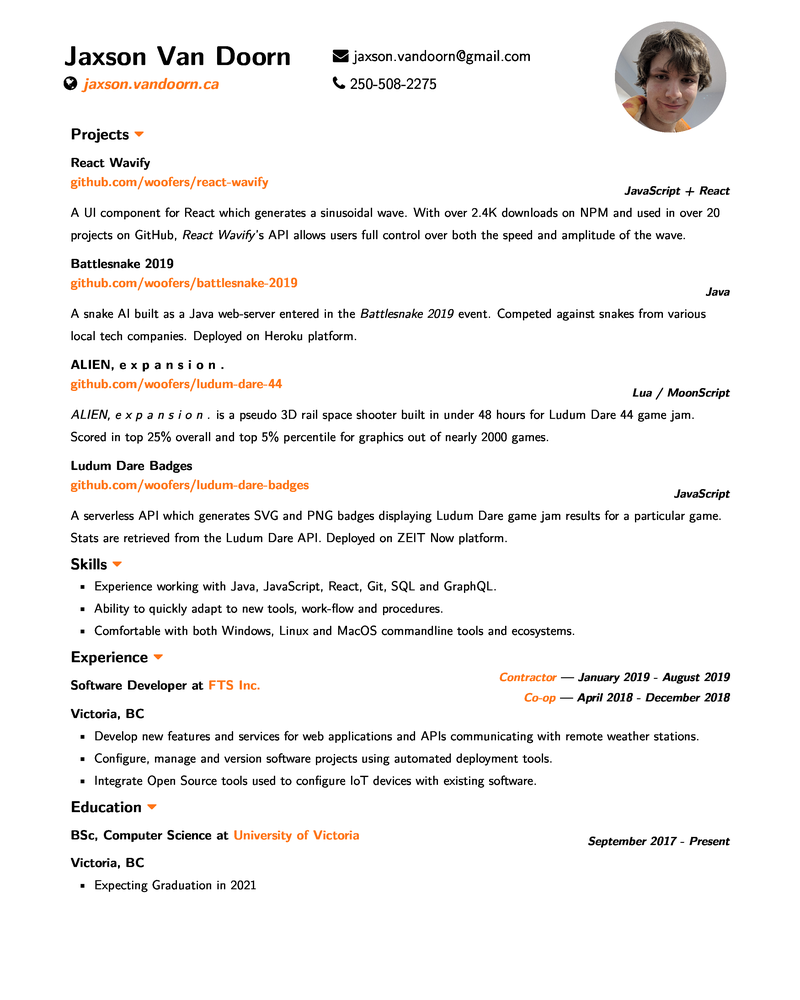 Jaxson Van Doorn
jaxson.vandoorn@gmail.com
jaxson.vandoorn.ca
250-508-2275
Projects
React Wavify
github.com/woofers/react-wavify
JavaScript + React
A UI component for React which generates a sinusoidal wave. With over 2.4K downloads on NPM and used in over 20
projects on GitHub, React Wavify's API allows users full control over both the speed and amplitude of the wave.
Battlesnake 2019
github.com/woofers/battlesnake-2019
Java
A snake AI built as a Java web-server entered in the Battlesnake 2019 event. Competed against snakes from various
local tech companies. Deployed on Heroku platform.
ALIEN, e x p a n s i o n .
github.com/woofers/ludum-dare-44
Lua / MoonScript
ALIEN, e x p a n s i o n . is a pseudo 3D rail space shooter built in under 48 hours for Ludum Dare 44 game jam.
Scored in top 25% overall and top 5% percentile for graphics out of nearly 2000 games.
Ludum Dare Badges
github.com/woofers/ludum-dare-badges
JavaScript
A serverless API which generates SVG and PNG badges displaying Ludum Dare game jam results for a particular game.
Stats are retrieved from the Ludum Dare API. Deployed on ZEIT Now platform.
Skills
▪ Experience working with Java, JavaScript, React, Git, SQL and GraphQL.
▪ Ability to quickly adapt to new tools, work-flow and procedures.
▪ Comfortable with both Windows, Linux and MacOS commandline tools and ecosystems.
Experience
Contractor — January 2019 - August 2019
Software Developer at FTS Inc.
Co-op — April 2018 - December 2018
Victoria, BC
▪ Develop new features and services for web applications and APIs communicating with remote weather stations.
▪ Configure, manage and version software projects using automated deployment tools.
▪ Integrate Open Source tools used to configure IoT devices with existing software.
Education
BSc, Computer Science at University of Victoria
September 2017 - Present
Victoria, BC
▪ Expecting Graduation in 2021